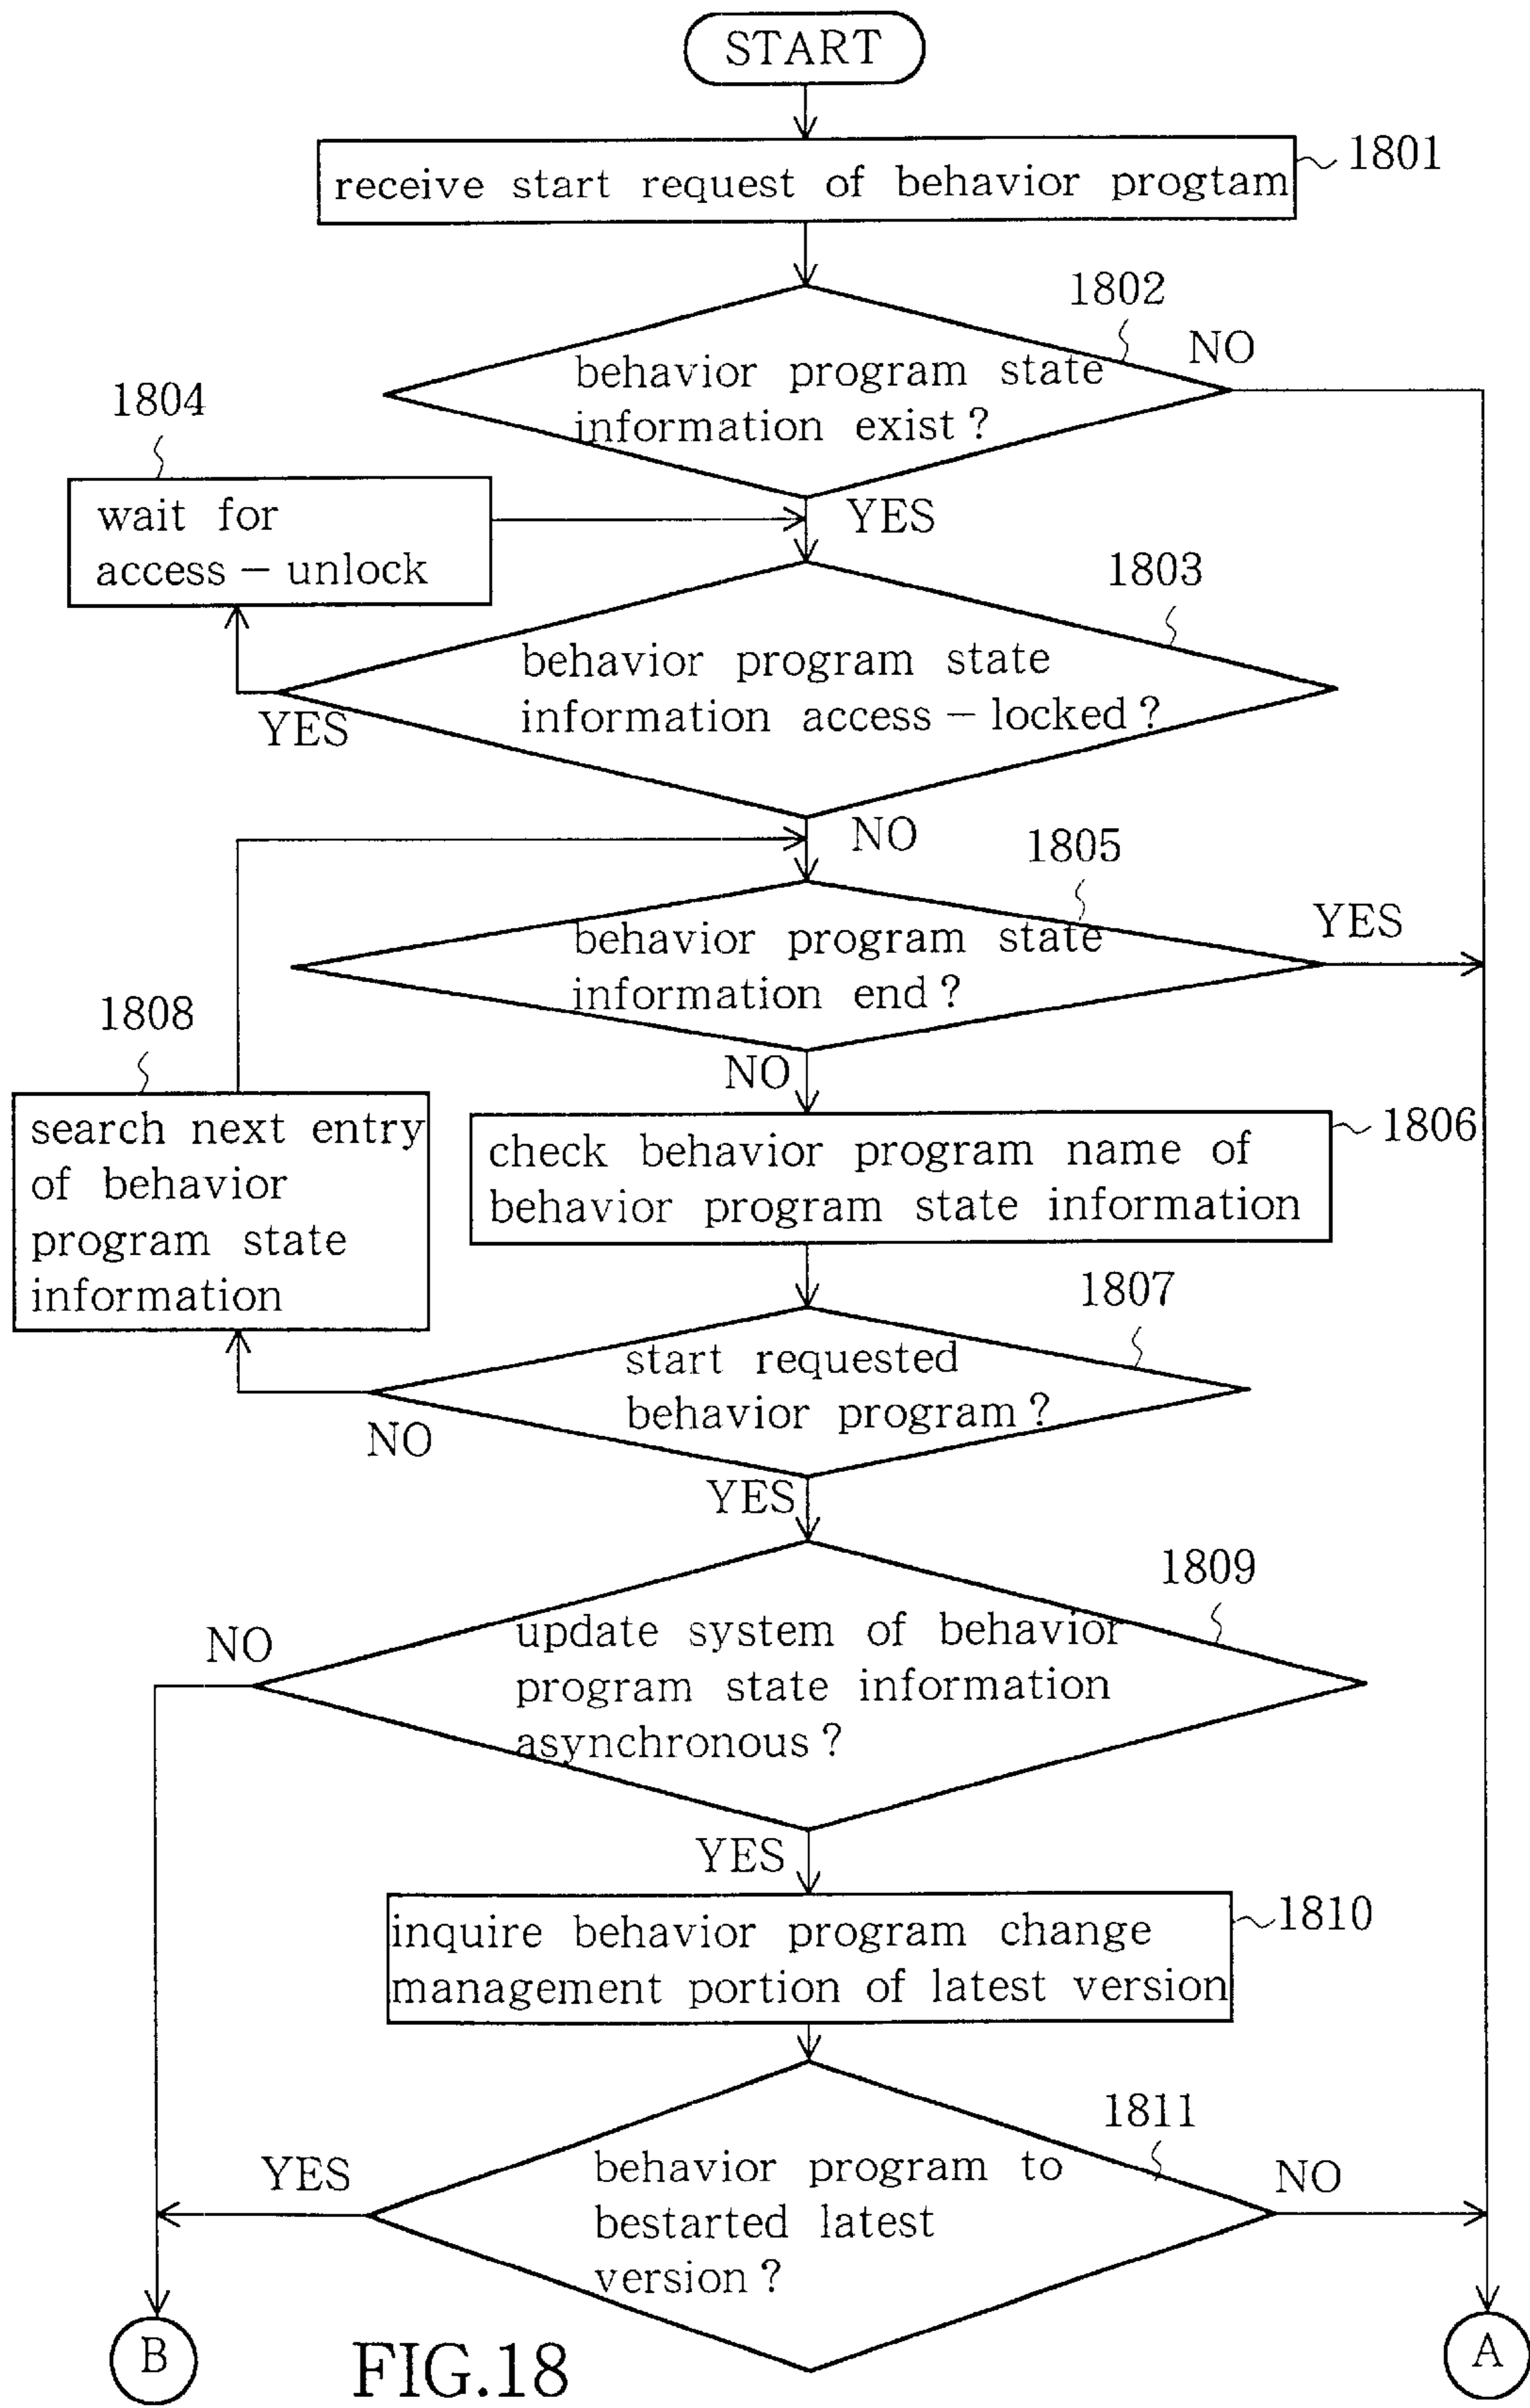 START
receive start request of behavior progtam
1801
1802
behavior program state
information exist ?
NO
1804
wait for
access - unlock
YES
1803
behavior program state
information access - locked ?
YES
NO
1805
behavior program state
information end ?
YES
1808
NO
search next entry
of behavior
program state
information
check behavior program name of
behavior program state information
1806
1807
start requested
behavior program ?
NO
YES
1809
update system of behavior
program state information
asynchronous ?
NO
YES
inquire behavior program change
management portion of latest version
1810
1811
behavior program to
bestarted latest
version ?
YES
NO
B
FIG.18
A